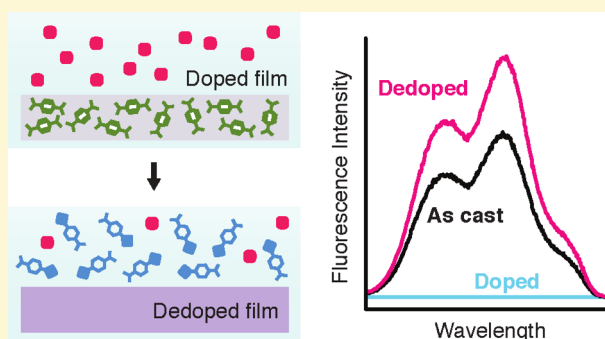 Doped film
Dedoped film
Fluorescence Intensity
Dedoped
As cast
Doped
Wavelength